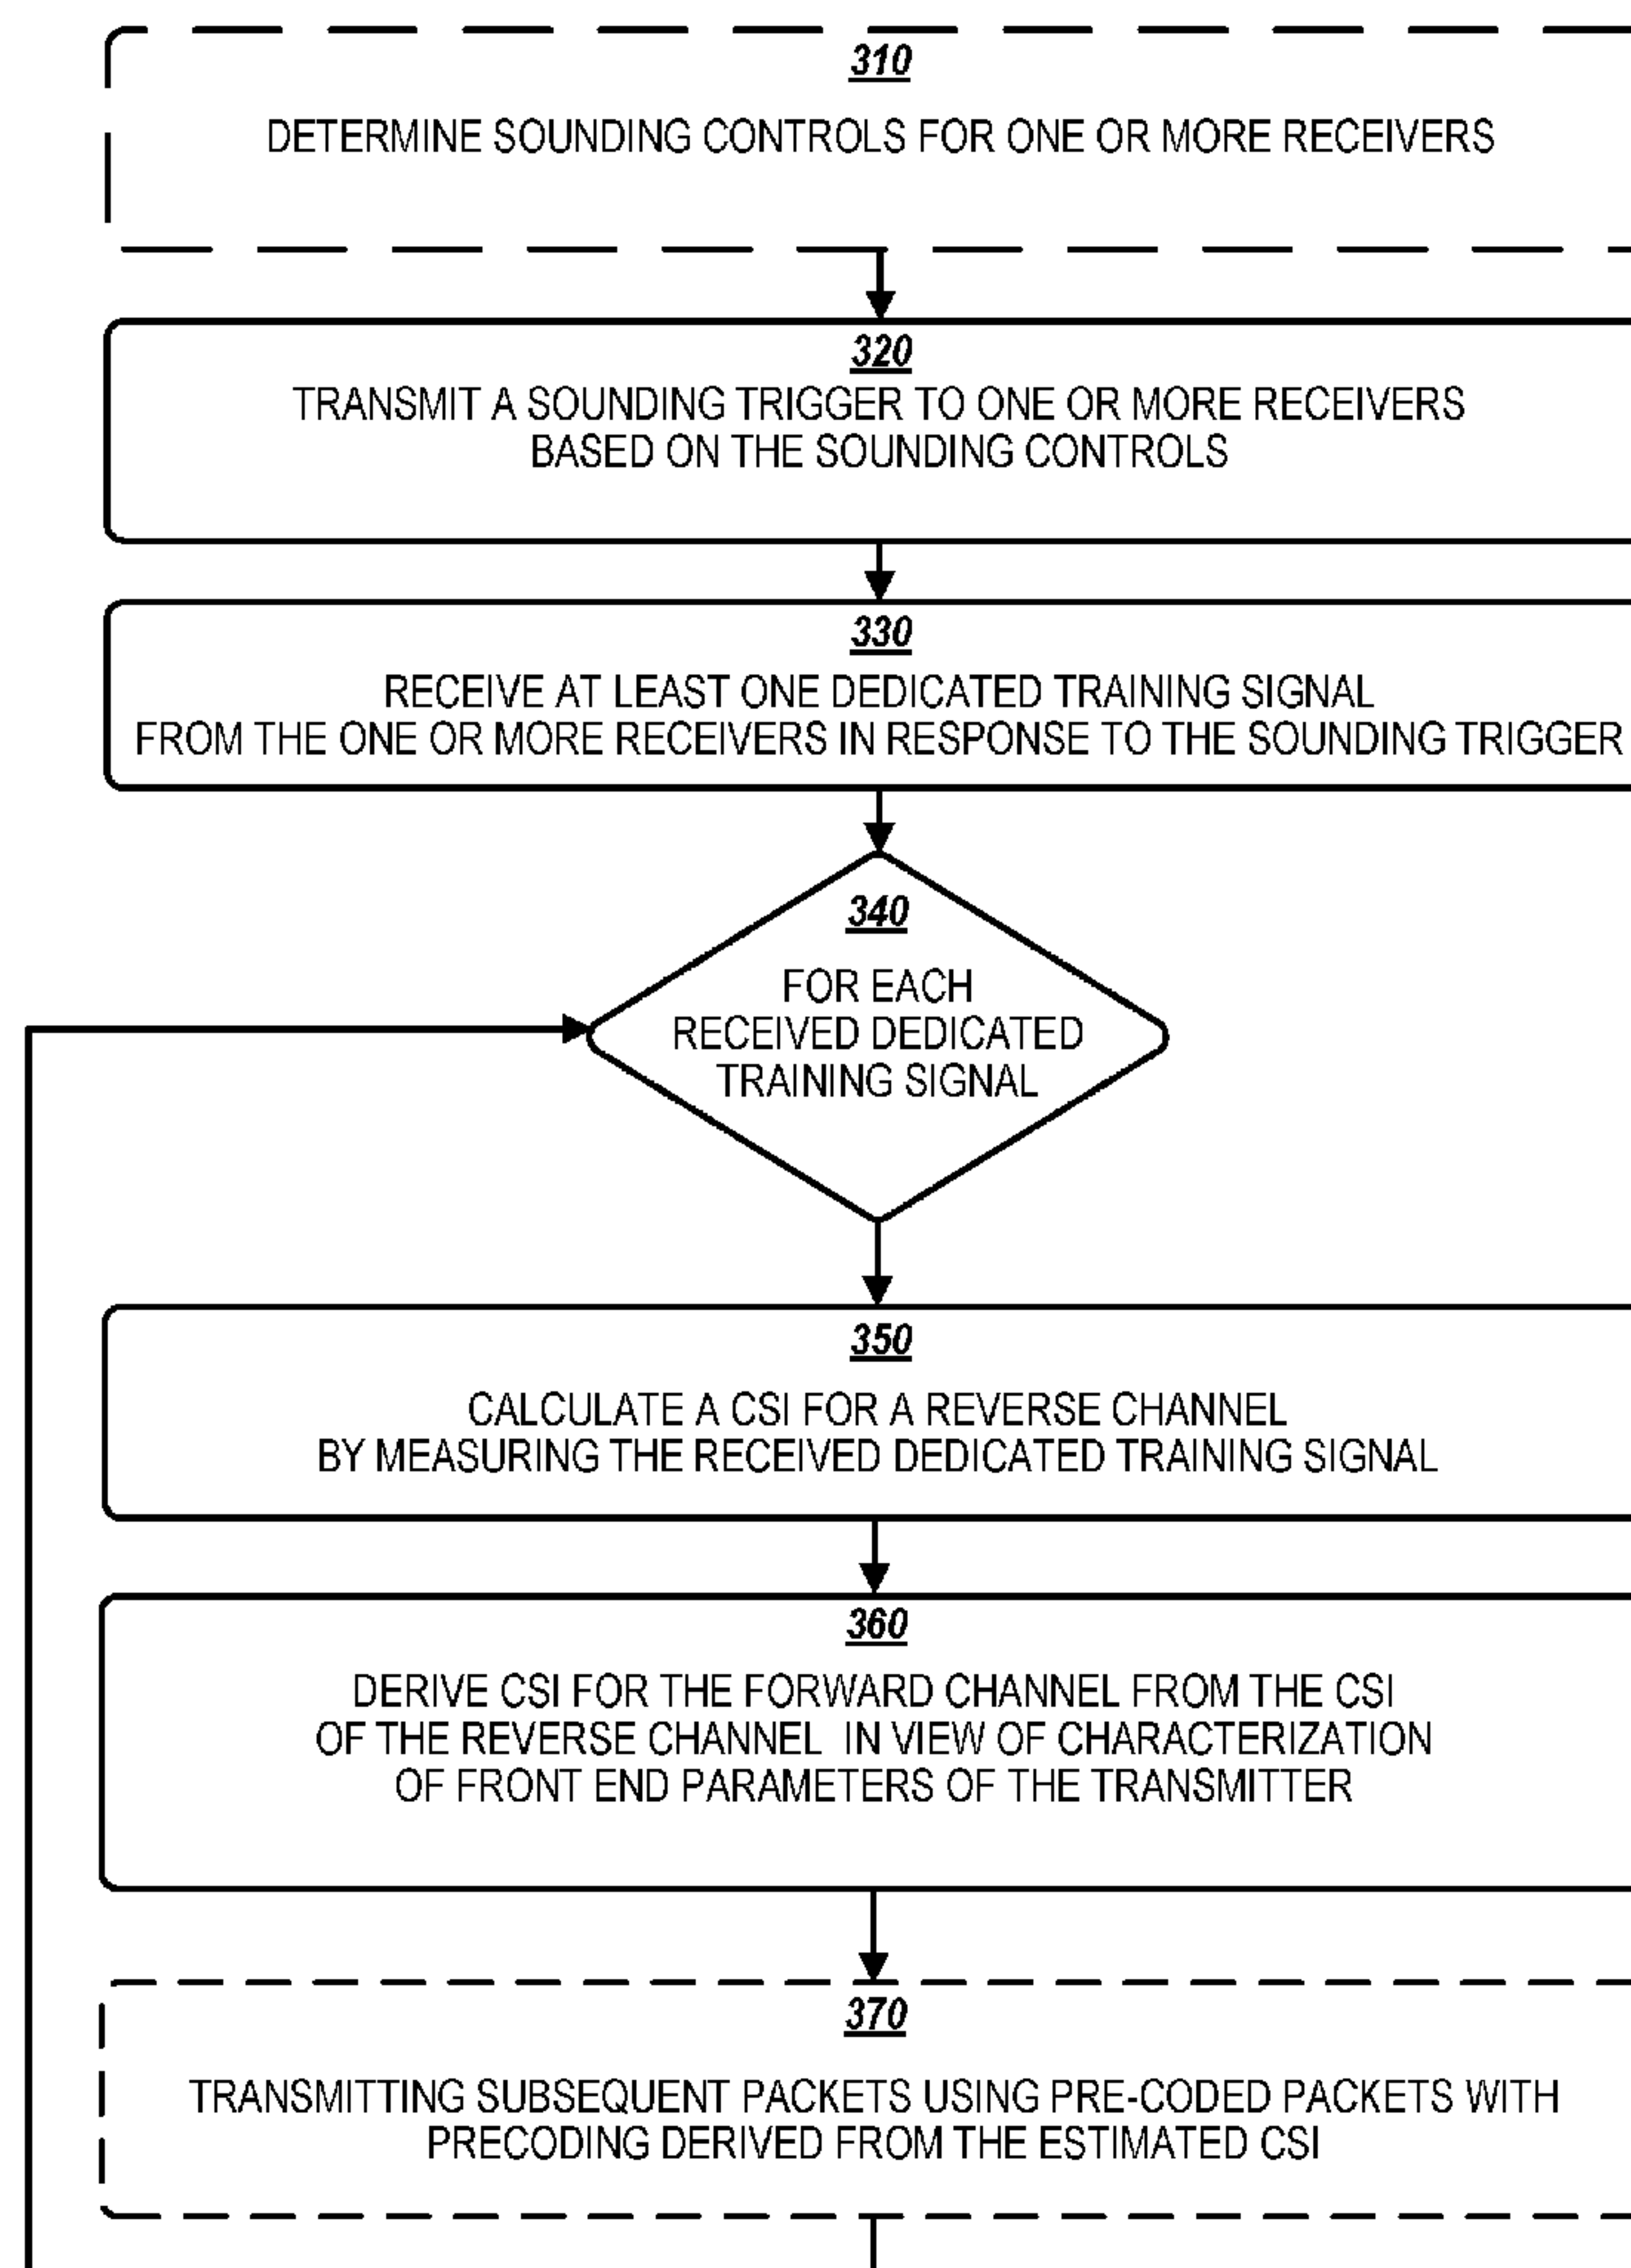 310
DETERMINE SOUNDING CONTROLS FOR ONE OR MORE RECEIVERS
320
TRANSMIT A SOUNDING TRIGGER TO ONE OR MORE RECEIVERS
BASED ON THE SOUNDING CONTROLS
330
RECEIVE AT LEAST ONE DEDICATED TRAINING SIGNAL
FROM THE ONE OR MORE RECEIVERS IN RESPONSE TO THE SOUNDING TRIGGER
340
FOR EACH
RECEIVED DEDICATED
TRAINING SIGNAL
350
CALCULATE A CSI FOR A REVERSE CHANNEL
BY MEASURING THE RECEIVED DEDICATED TRAINING SIGNAL
360
DERIVE CSI FOR THE FORWARD CHANNEL FROM THE CSI
OF THE REVERSE CHANNEL IN VIEW OF CHARACTERIZATION
OF FRONT END PARAMETERS OF THE TRANSMITTER
370
TRANSMITTING SUBSEQUENT PACKETS USING PRE-CODED PACKETS WITH
PRECODING DERIVED FROM THE ESTIMATED CSI